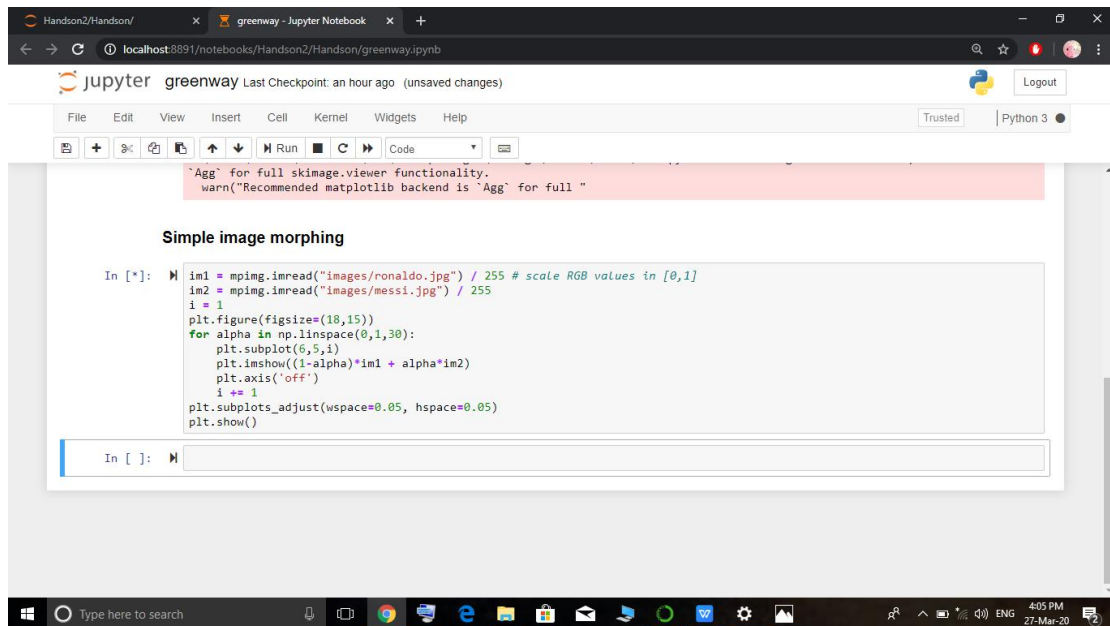 Handson2/Handson/
greenway - Jupyter Notebook
localhost:8891/notebooks/Handson2/Handson/greenway.ipynb
jupyter greenway Last Checkpoint: an hour ago (unsaved changes)
Logout
File Edit View Insert Cell Kernel Widgets Help
Trusted
Python 3
Run
Code
`Agg` for full skimage.viewer functionality.
warn("Recommended matplotlib backend is `Agg` for full "
Simple image morphing
In [*]:
im1 = mpimg.imread("images/ronaldo.jpg") / 255 # scale RGB values in [0,1]
im2 = mpimg.imread("images/messi.jpg") / 255
i = 1
plt.figure(figsize=(18,15))
for alpha in np.linspace(0,1,30):
    plt.subplot(6,5,i)
    plt.imshow((1-alpha)*im1 + alpha*im2)
    plt.axis('off')
    i += 1
plt.subplots_adjust(wspace=0.05, hspace=0.05)
plt.show()
In [ ]:
Type here to search
ENG
4:05 PM
27-Mar-20
2